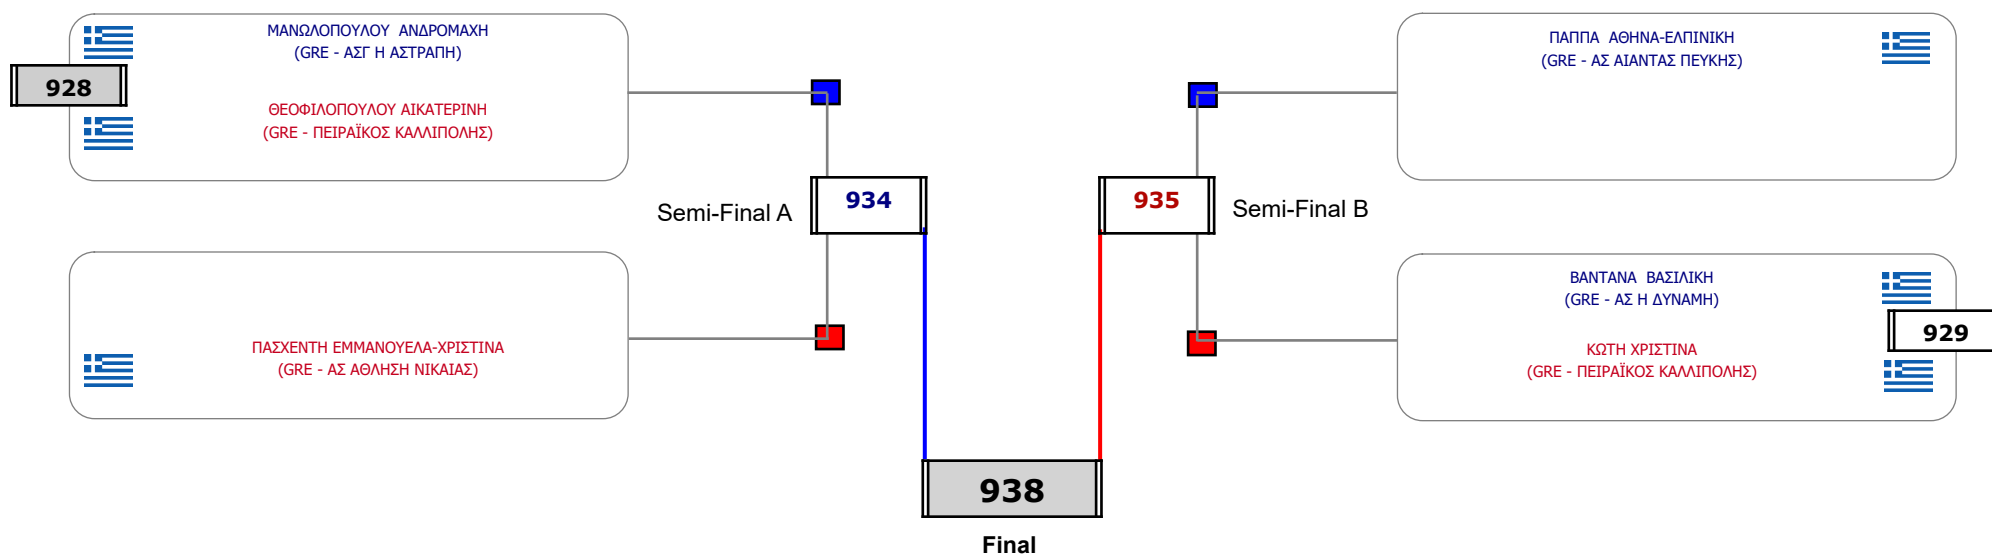 ΜΑΝΩΛΟΠΟΥΛΟΥ ΑΝΔΡΟΜΑΧΗ
(GRE - ΑΣΓ Η ΑΣΤΡΑΠΗ)
928
ΘΕΟΦΙΛΟΠΟΥΛΟΥ ΑΙΚΑΤΕΡΙΝΗ
(GRE - ΠΕΙΡΑΪΚΟΣ ΚΑΛΛΙΠΟΛΗΣ)
ΠΑΠΠΑ ΑΘΗΝΑ-ΕΛΠΙΝΙΚΗ
(GRE - ΑΣ ΑΙΑΝΤΑΣ ΠΕΥΚΗΣ)
Semi-Final A
934
935
Semi-Final B
ΠΑΣΧΕΝΤΗ ΕΜΜΑΝΟΥΕΛΑ-ΧΡΙΣΤΙΝΑ
(GRE - ΑΣ ΑΘΛΗΣΗ ΝΙΚΑΙΑΣ)
ΒΑΝΤΑΝΑ ΒΑΣΙΛΙΚΗ
(GRE - ΑΣ Η ΔΥΝΑΜΗ)
929
ΚΩΤΗ ΧΡΙΣΤΙΝΑ
(GRE - ΠΕΙΡΑΪΚΟΣ ΚΑΛΛΙΠΟΛΗΣ)
938
Final